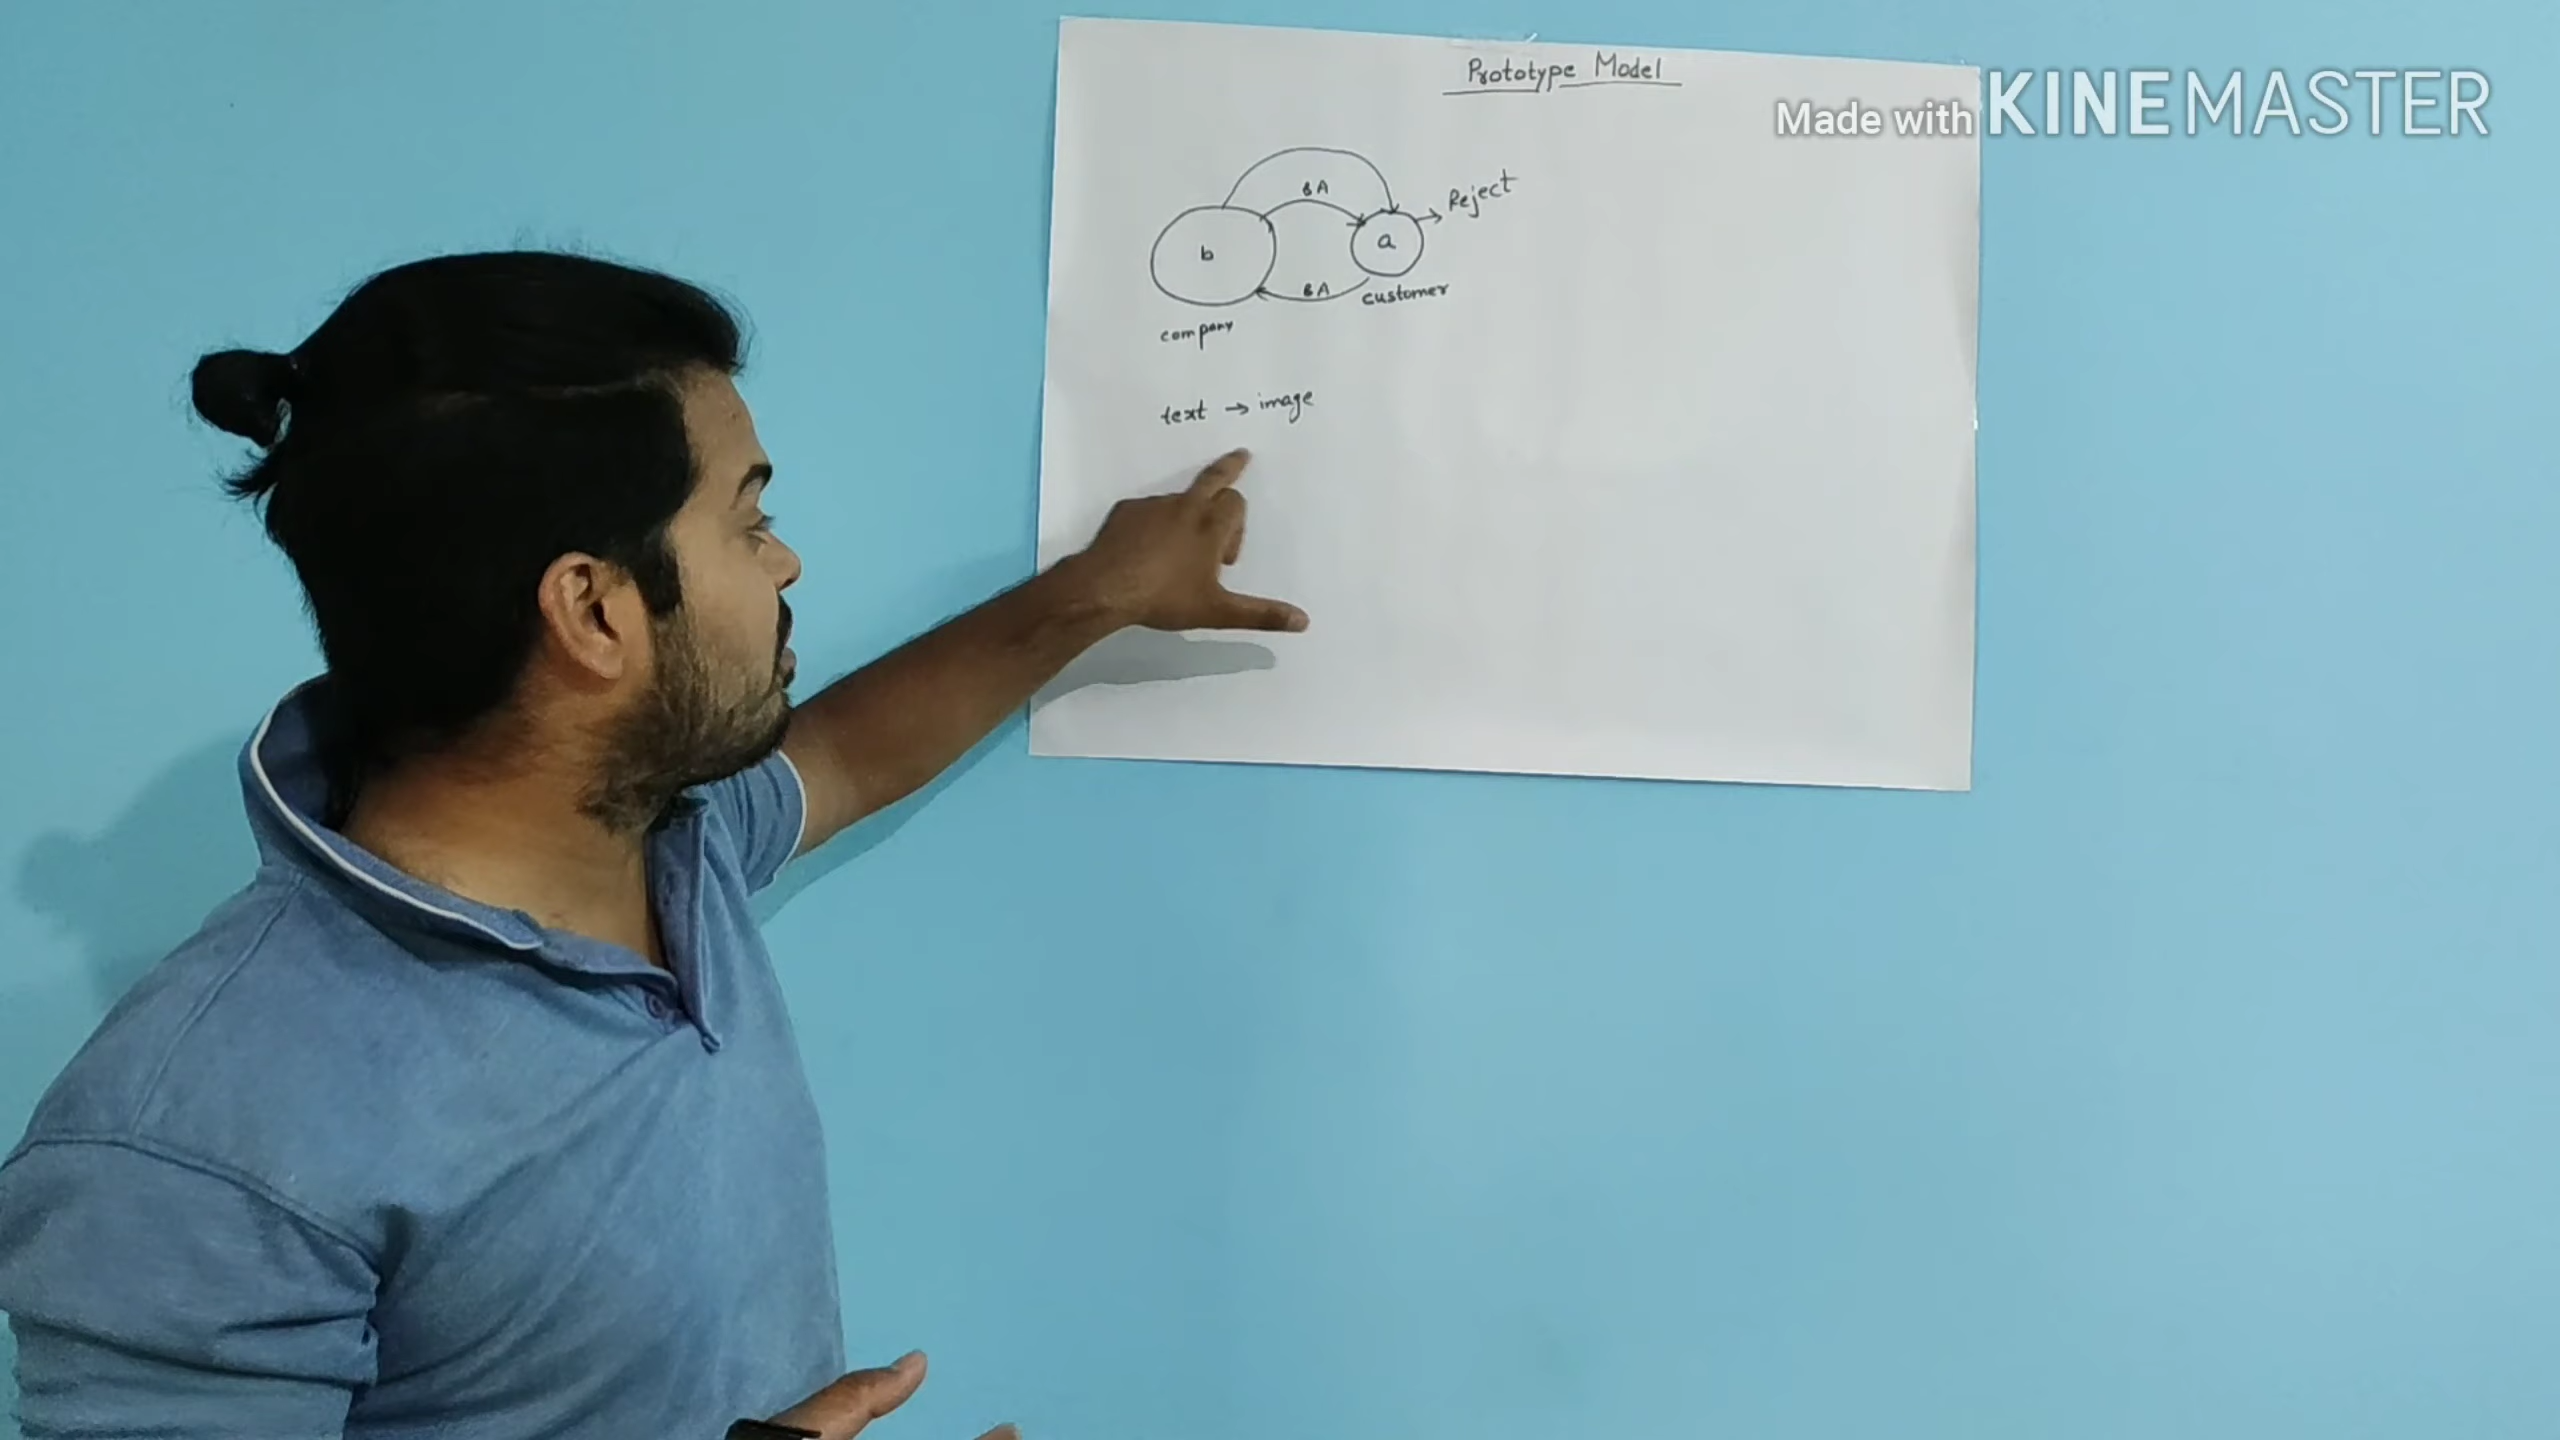 Prototype Model
Made with KINEMASTER
BA
Reject
b
a
BA
customer
company
text → image